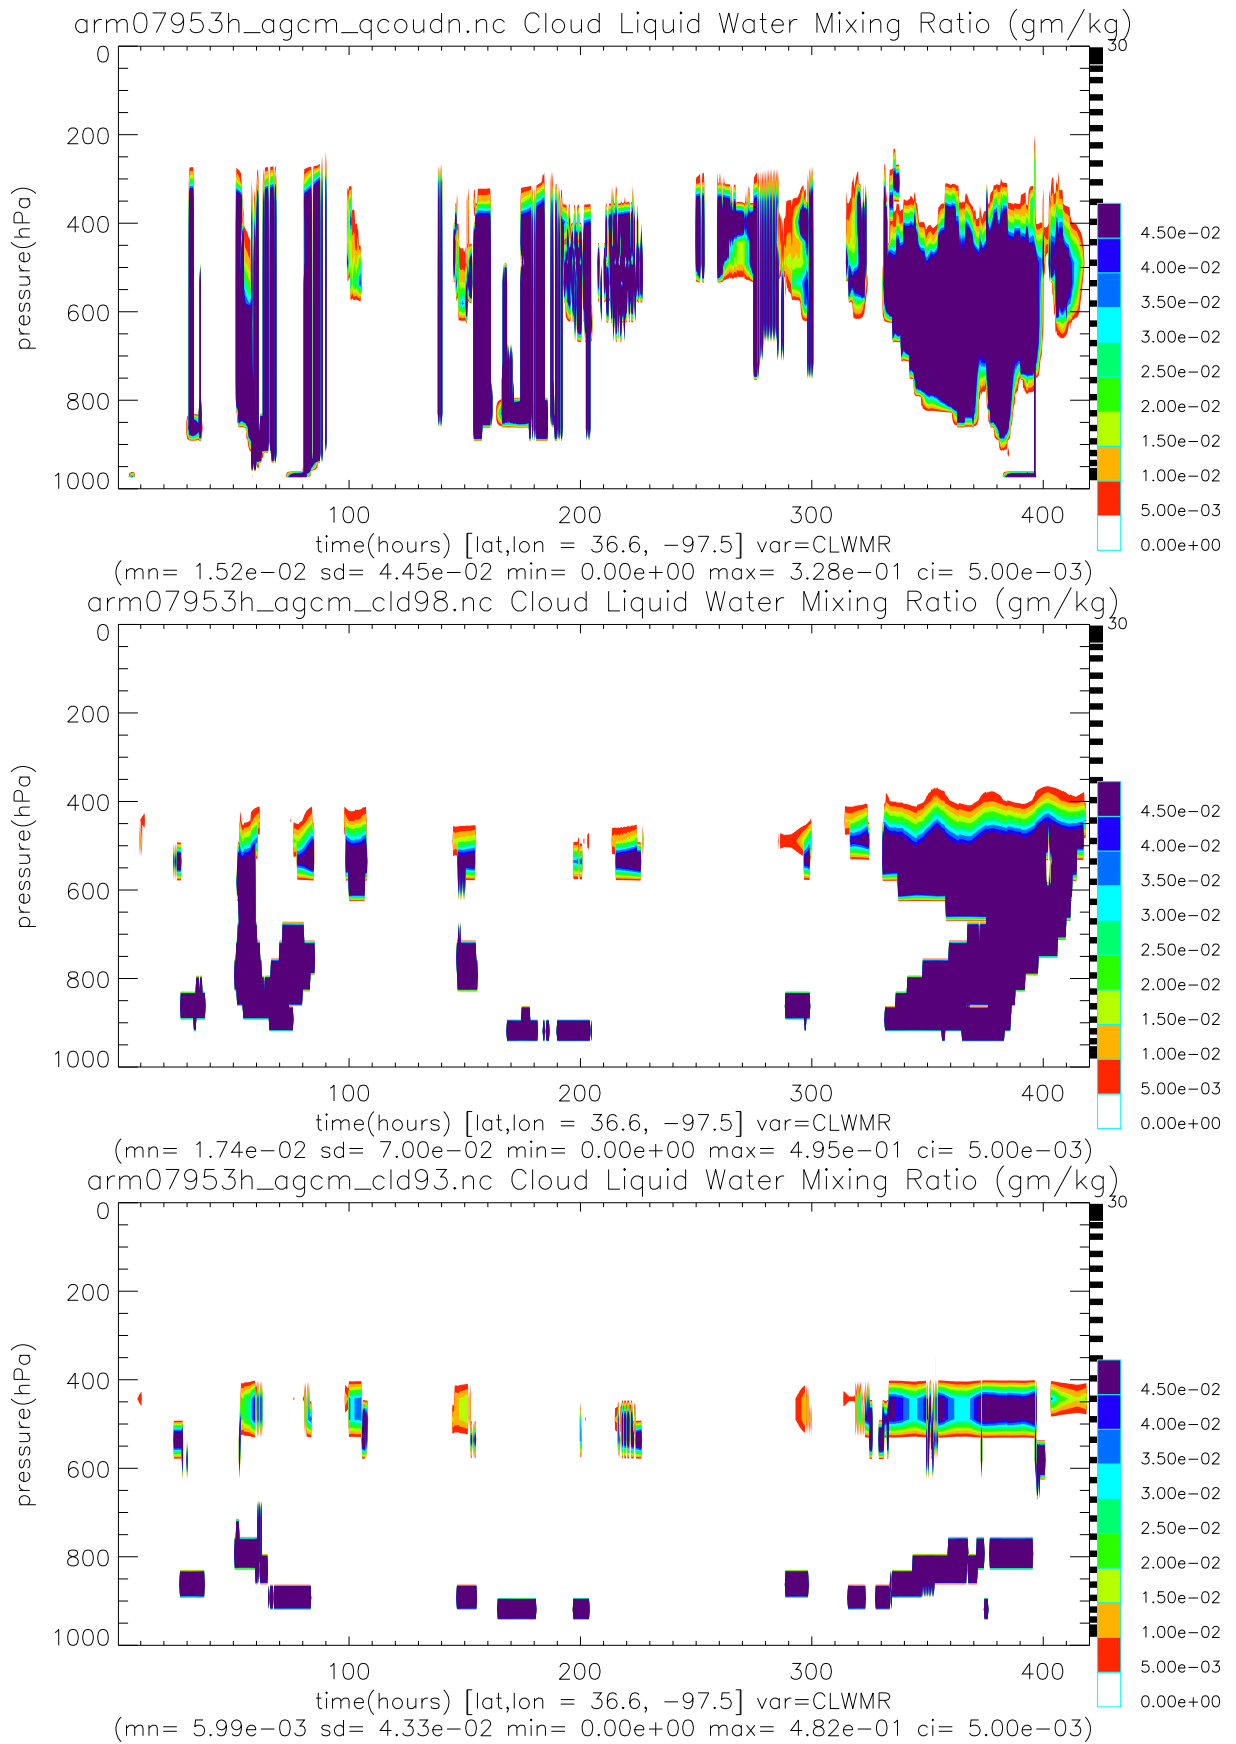 arm07953h_agcm_qcoudn.nc Cloud Liquid Water Mixing Ratio (gm/kg)
30
0
200
400
600
800
1000
pressure(hPa)
100 200 300 400
4.50e-02
4.00e-02
3.50e-02
3.00e-02
2.50e-02
2.00e-02
1.50e-02
1.00e-02
5.00e-03
0.00e+00
time(hours) [lat,lon = 36.6, -97.5] var=CLWMR
(mn= 1.52e-02 sd= 4.45e-02 min= 0.00e+00 max= 3.28e-01 ci= 5.00e-03)
arm07953h_agcm_cld98.nc Cloud Liquid Water Mixing Ratio (gm/kg)
30
0
200
400
600
800
1000
pressure(hPa)
100 200 300 400
4.50e-02
4.00e-02
3.50e-02
3.00e-02
2.50e-02
2.00e-02
1.50e-02
1.00e-02
5.00e-03
0.00e+00
time(hours) [lat,lon = 36.6, -97.5] var=CLWMR
(mn= 1.74e-02 sd= 7.00e-02 min= 0.00e+00 max= 4.95e-01 ci= 5.00e-03)
arm07953h_agcm_cld93.nc Cloud Liquid Water Mixing Ratio (gm/kg)
30
0
200
400
600
800
1000
pressure(hPa)
100 200 300 400
4.50e-02
4.00e-02
3.50e-02
3.00e-02
2.50e-02
2.00e-02
1.50e-02
1.00e-02
5.00e-03
0.00e+00
time(hours) [lat,lon = 36.6, -97.5] var=CLWMR
(mn= 5.99e-03 sd= 4.33e-02 min= 0.00e+00 max= 4.82e-01 ci= 5.00e-03)